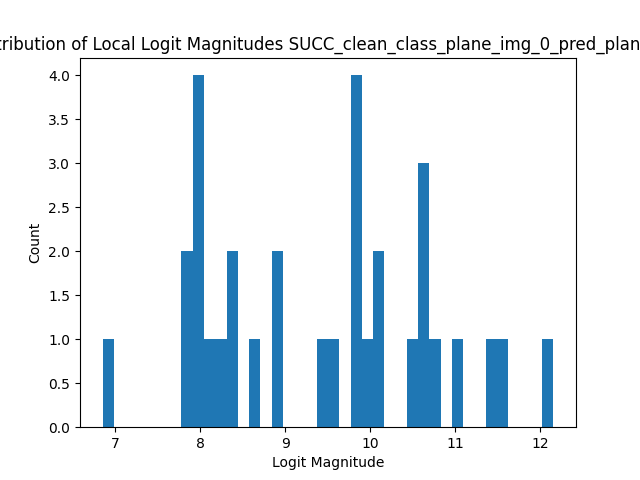 tribution of Local Logit Magnitudes SUCC_clean_class_plane_img_0_pred_plan
4.0
3.5
3.0
2.5
2.0
1.5
1.0
0.5
0.0
Count
7 8 9 10 11 12
Logit Magnitude